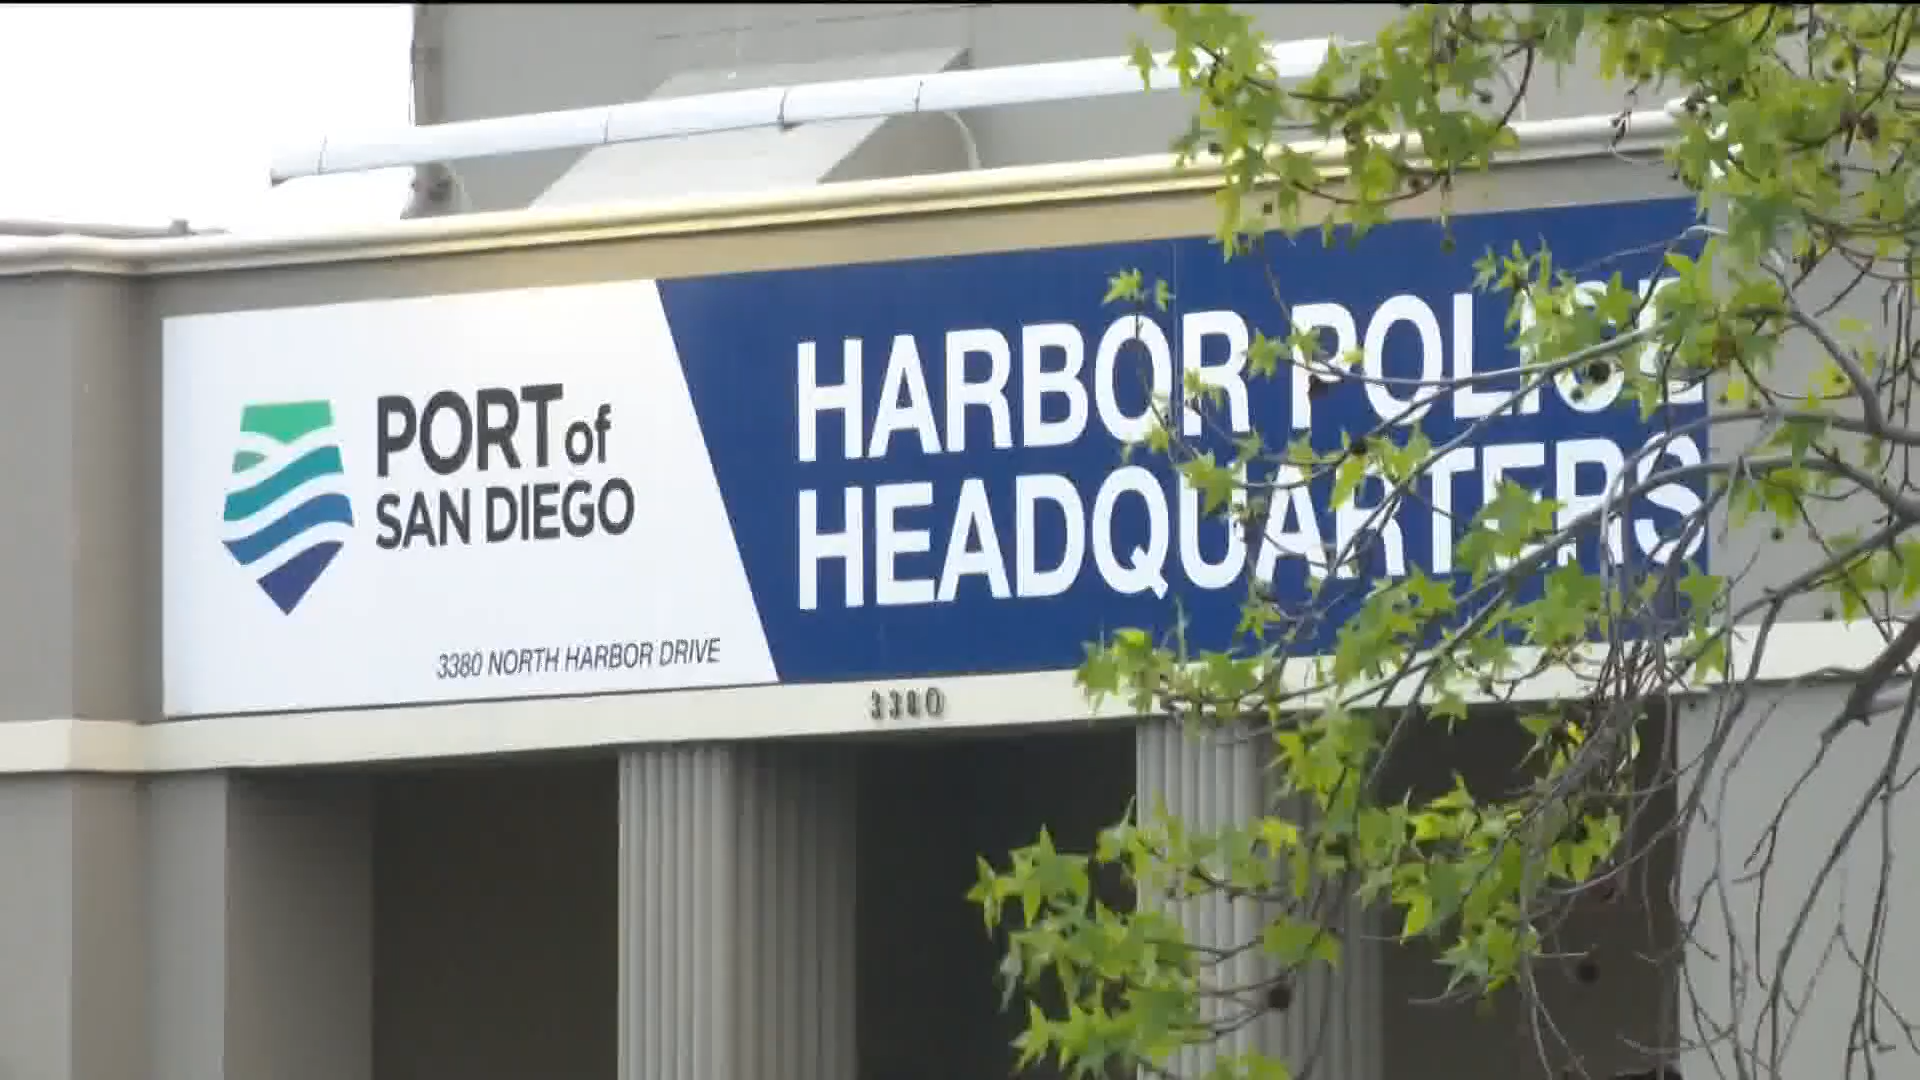 PORT of
SAN DIEGO
3380 NORTH HARBOR DRIVE
HARBOR POLICE
HEADQUARTERS
3380